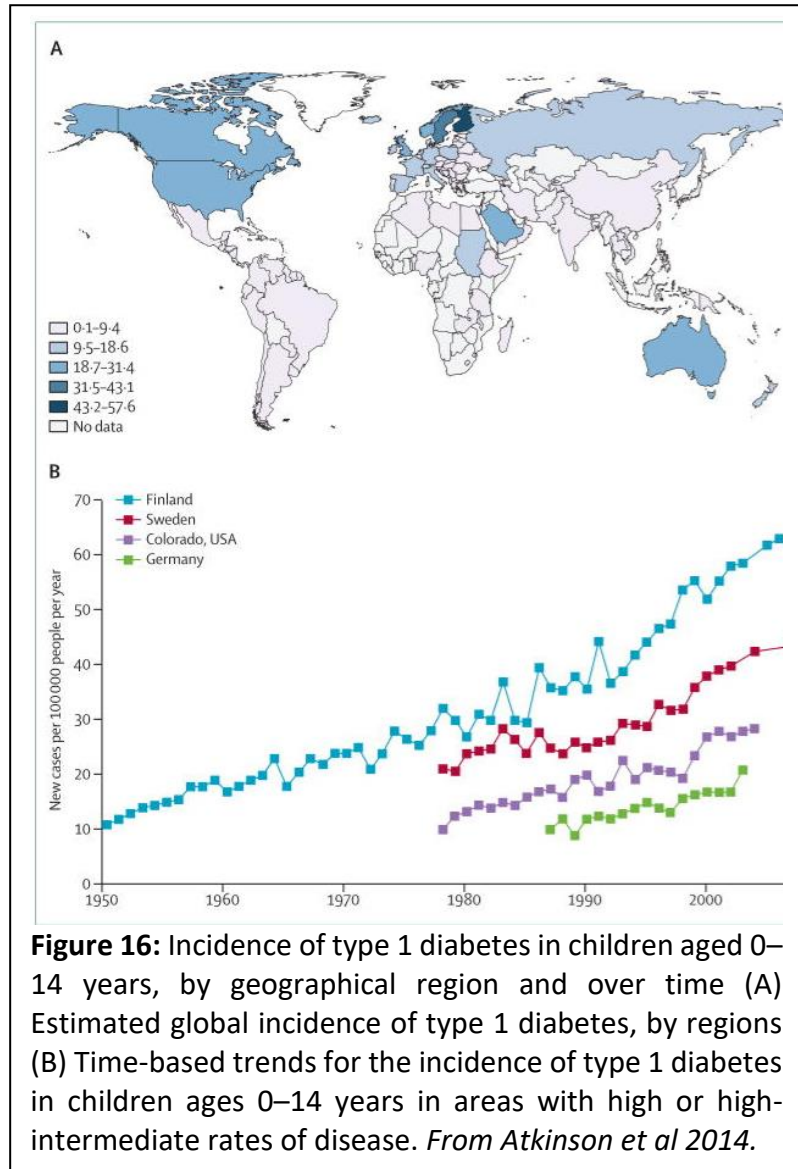 A
0·1–9·4
9·5–18·6
18·7–31·4
31·5–43·1
43·2–57·6
No data
B
70
60
50
40
30
20
10
0
New cases per 100 000 people per year
Finland
Sweden
Colorado, USA
Germany
1950
1960
1970
1980
1990
2000
Figure 16: Incidence of type 1 diabetes in children aged 0–
14 years, by geographical region and over time (A)
Estimated global incidence of type 1 diabetes, by regions
(B) Time-based trends for the incidence of type 1 diabetes
in children ages 0–14 years in areas with high or high-
intermediate rates of disease. From Atkinson et al 2014.